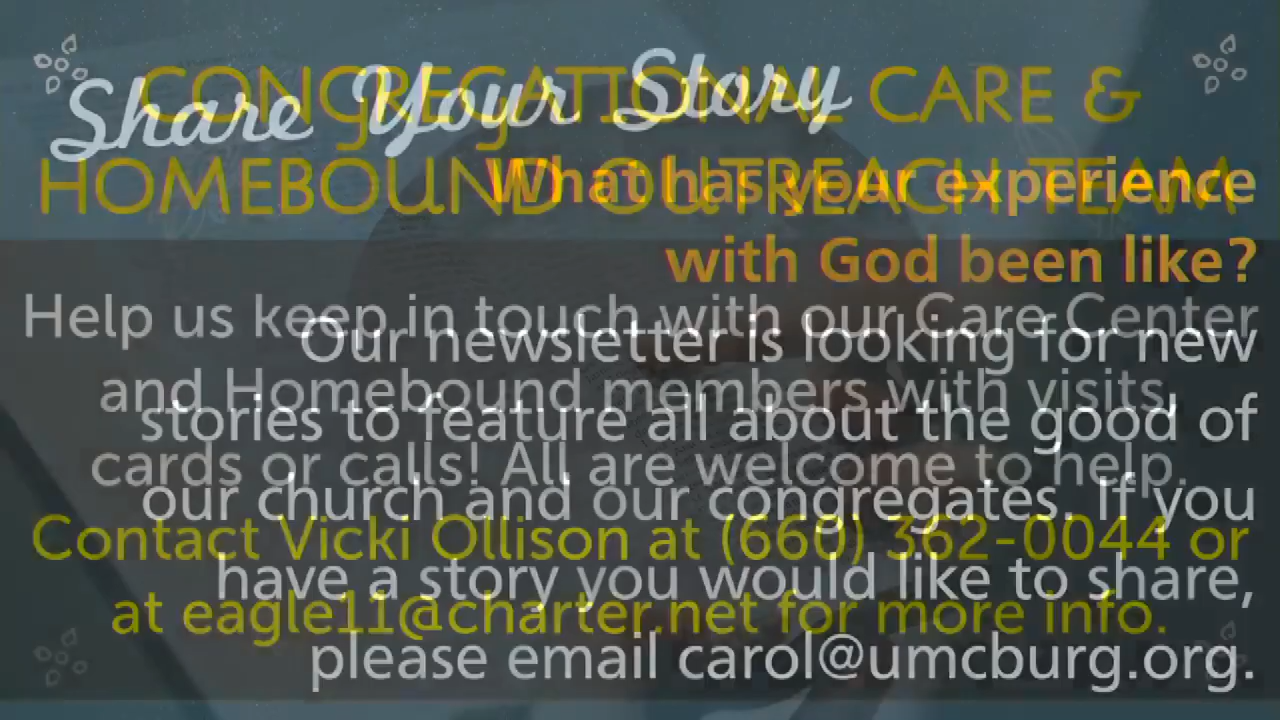 CONGREGATIONAL CARE &
HOMEBOUND OUTREACH TEAM
Help us keep in touch with our Care Center
and Homebound members with visits,
cards or calls! All are welcome to help.
Contact Vicki Ollison at (660) 362-0044 or
at eagle11@charter.net for more info.
Share Your Story
What has your experience
with God been like?
Our newsletter is looking for new
stories to feature all about the good of
our church and our congregates. If you
have a story you would like to share,
please email carol@umcburg.org.